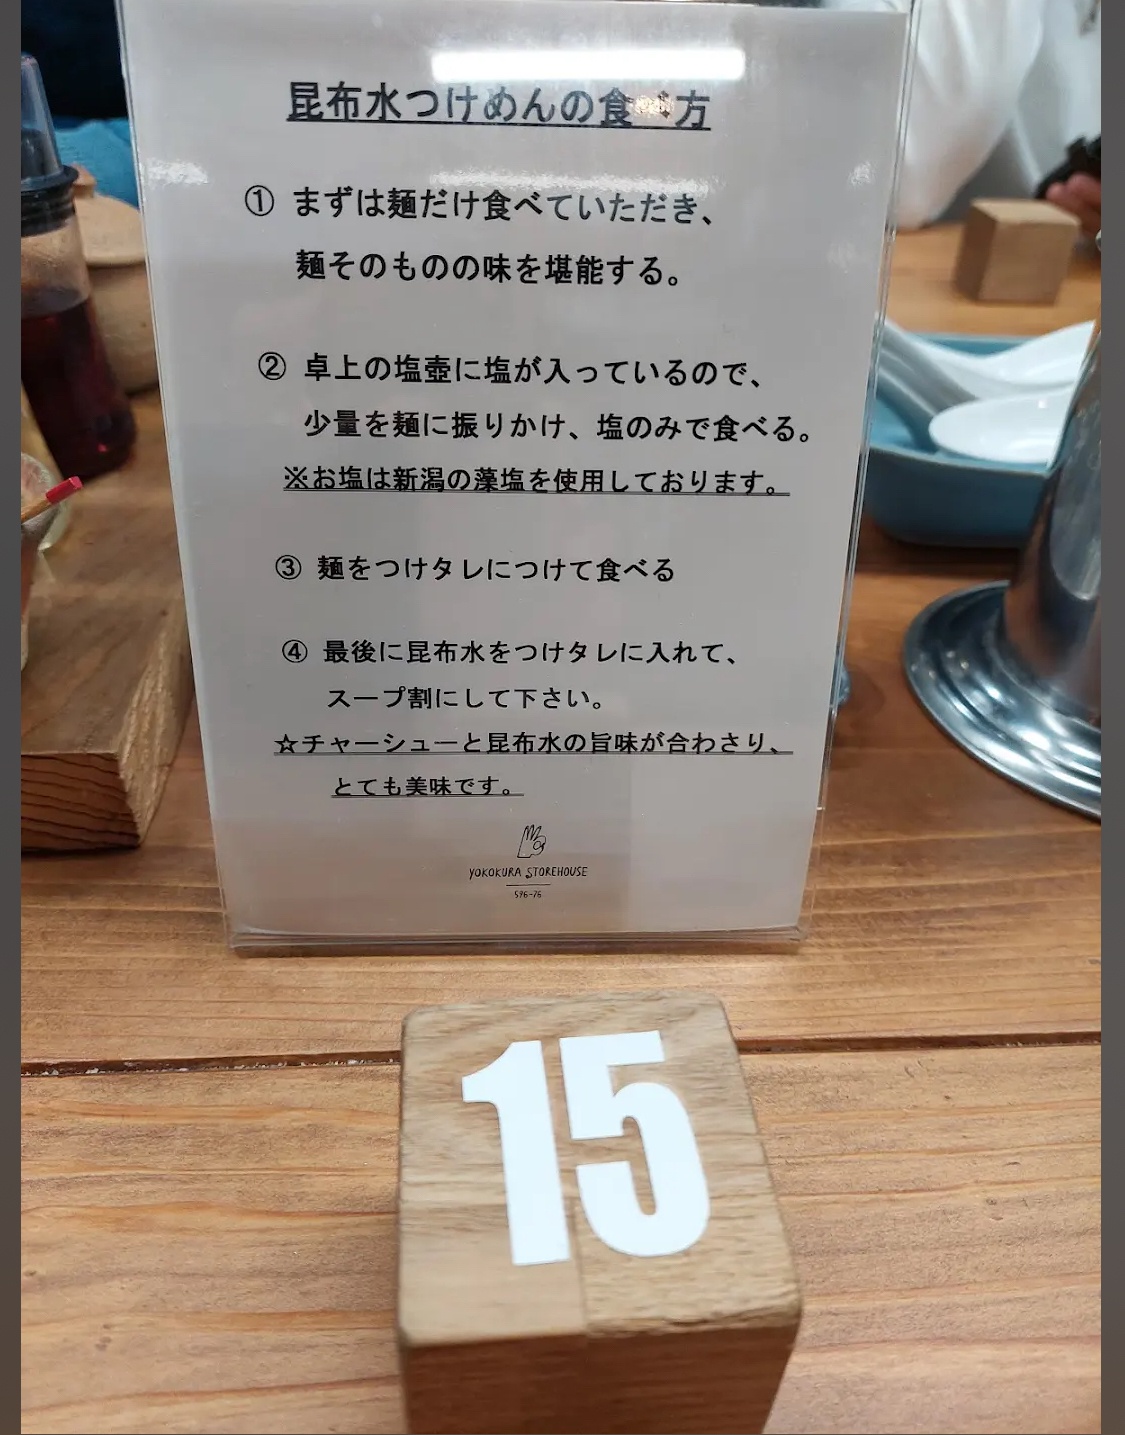 昆布水つけめんの食べ方
① まずは麺だけ食べていただき、
麺そのものの味を堪能する。
② 卓上の塩壺に塩が入っているので、
少量を麺に振りかけ、塩のみで食べる。
※お塩は新潟の藻塩を使用しております。
③ 麺をつけタレにつけて食べる
④ 最後に昆布水をつけタレに入れて、
スープ割にして下さい。
☆チャーシューと昆布水の旨味が合わさり、
とても美味です。
YOKOKURA STOREHOUSE
596-76
15